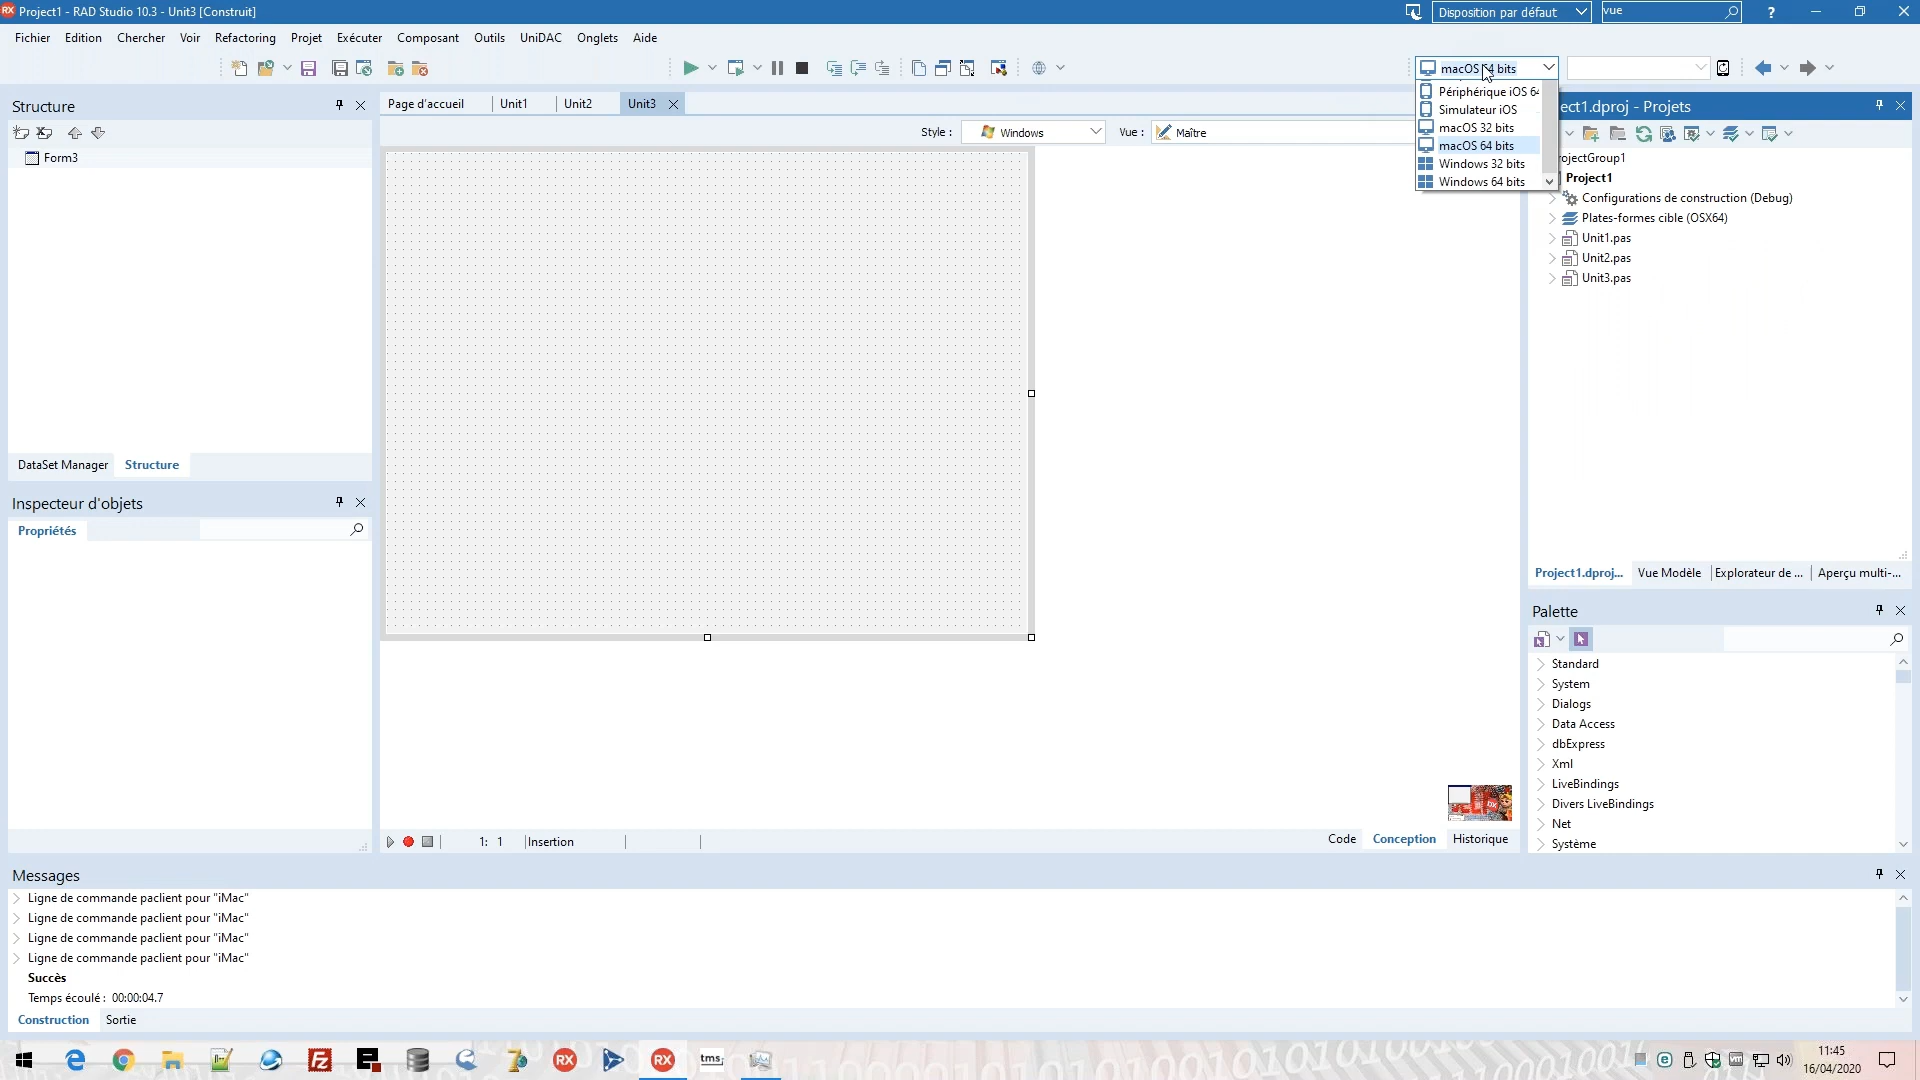 RX Project1 - RAD Studio 10.3 - Unit3 [Construit]
Disposition par défaut
vue
?
Fichier Edition Chercher Voir Refactoring Projet Exécuter Composant Outils UniDAC Onglets Aide
macOS 64 bits
Périphérique iOS 64
Simulateur iOS
macOS 32 bits
macOS 64 bits
Windows 32 bits
Windows 64 bits
Structure
Form3
DataSet Manager Structure
Inspecteur d'objets
Propriétés
Page d'accueil Unit1 Unit2 Unit3
Style : Windows Vue : Maître
1: 1 Insertion
Code Conception Historique
ect1.dproj - Projets
rojectGroup1
Project1
Configurations de construction (Debug)
Plates-formes cible (OSX64)
Unit1.pas
Unit2.pas
Unit3.pas
Project1.dproj... Vue Modèle Explorateur de ... Aperçu multi-...
Palette
Standard
System
Dialogs
Data Access
dbExpress
Xml
LiveBindings
Divers LiveBindings
Net
Système
Messages
Ligne de commande paclient pour "iMac"
Ligne de commande paclient pour "iMac"
Ligne de commande paclient pour "iMac"
Ligne de commande paclient pour "iMac"
Succès
Temps écoulé : 00:00:04.7
Construction Sortie
RX
RX
tms
11:45
16/04/2020